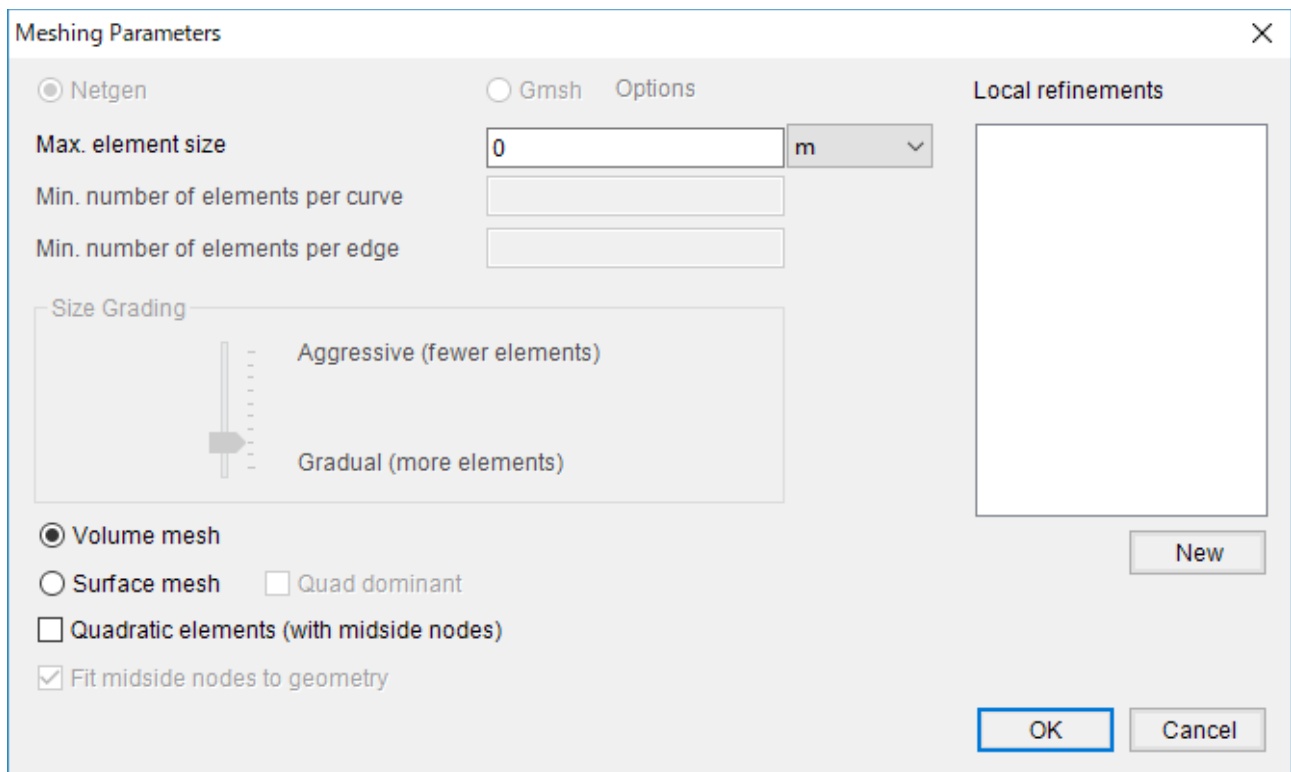 Meshing Parameters
Netgen
Gmsh
Options
Local refinements
Max. element size
0
m
Min. number of elements per curve
Min. number of elements per edge
Size Grading
Aggressive (fewer elements)
Gradual (more elements)
Volume mesh
Surface mesh
Quad dominant
New
Quadratic elements (with midside nodes)
Fit midside nodes to geometry
OK
Cancel